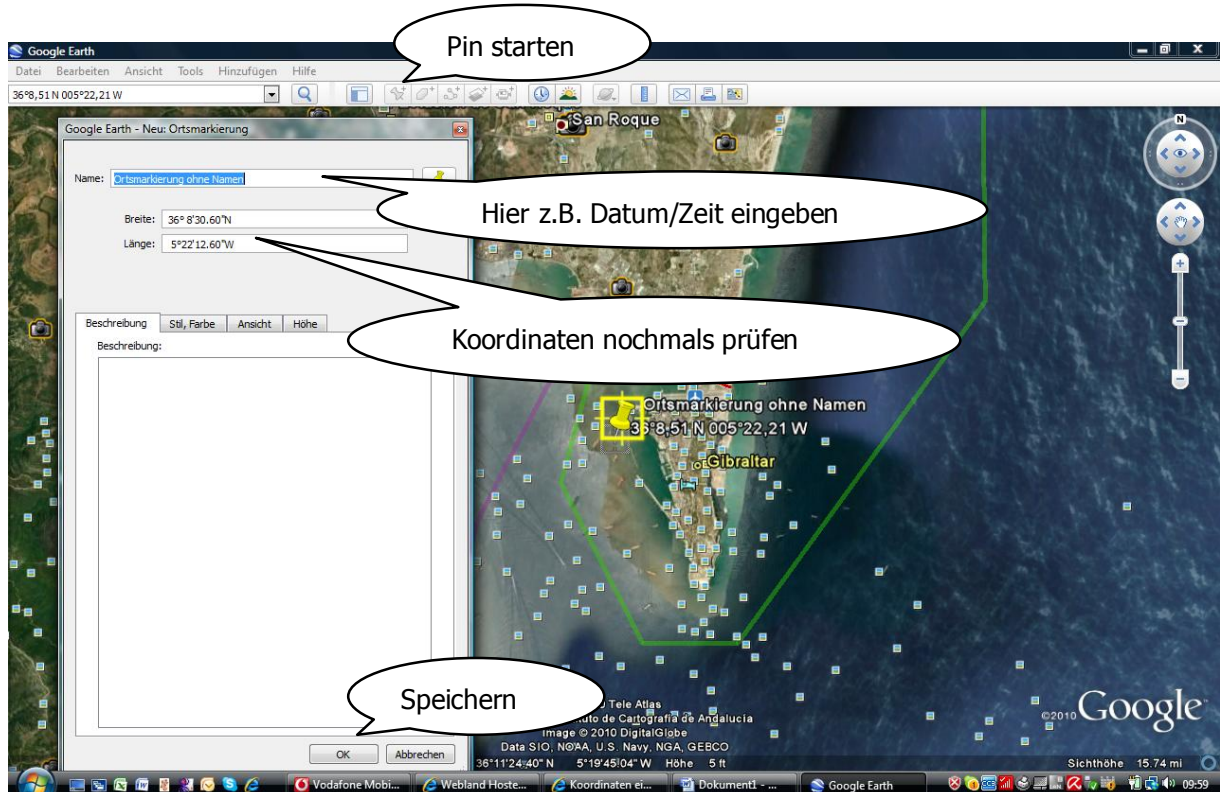 Pin starten
Google Earth
Datei Bearbeiten Ansicht Tools Hinzufügen Hilfe
36°8,51 N 005°22,21 W
Google Earth - Neu: Ortsmarkierung
San Roque
N
Name: Ortsmarkierung ohne Namen
Hier z.B. Datum/Zeit eingeben
Breite: 36° 8'30.60"N
Länge: 5°22'12.60"W
Beschreibung Stil, Farbe Ansicht Höhe
Koordinaten nochmals prüfen
Beschreibung:
Ortsmarkierung ohne Namen
36°8,51 N 005°22,21 W
Gibraltar
Speichern
Tele Atlas
de Cartografia de Andalucia
Image © 2010 DigitalGlobe
Data SIO, NOAA, U.S. Navy, NGA, GEBCO
©2010 Google
OK Abbrechen
36°11'24.40" N 5°19'45.04" W Höhe 5 ft
Sichthöhe 15.74 mi
Vodafone Mobi... Webland Hoste... Koordinaten ei... Dokument1 - ... Google Earth 09:59